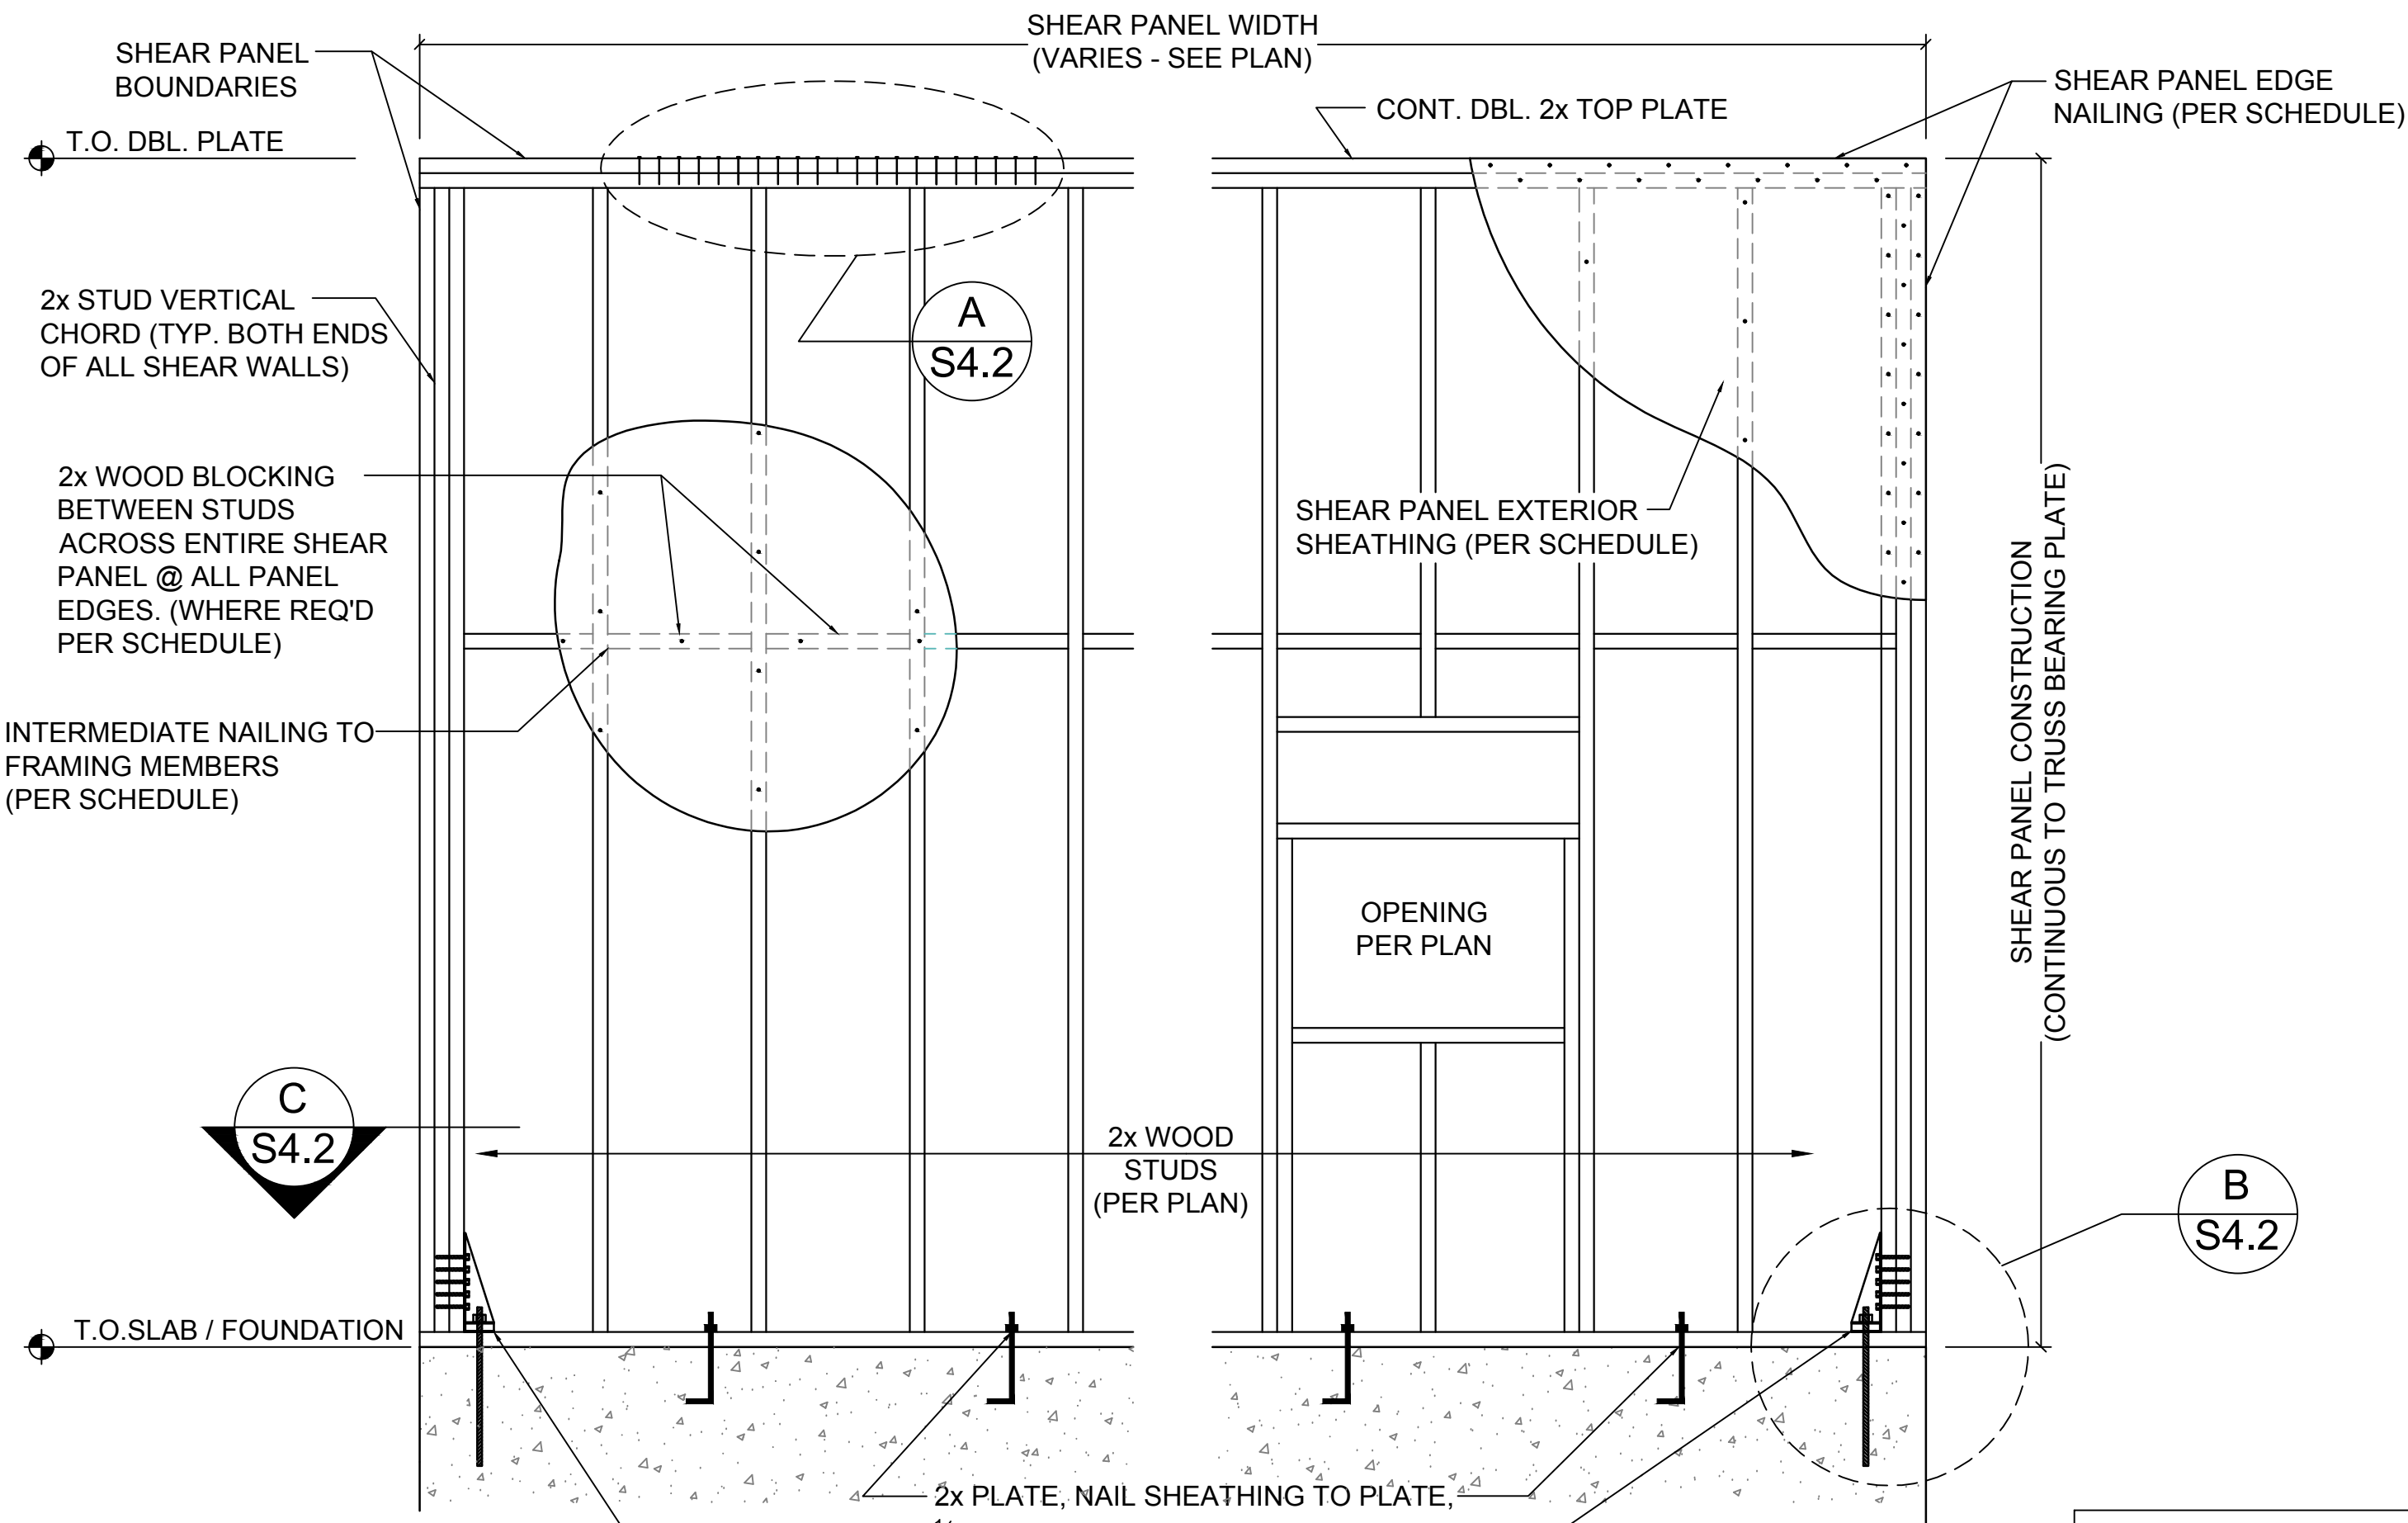 SHEAR PANEL WIDTH
(VARIES - SEE PLAN)
SHEAR PANEL
BOUNDARIES
T.O. DBL. PLATE
CONT. DBL. 2x TOP PLATE
SHEAR PANEL EDGE
NAILING (PER SCHEDULE)
2x STUD VERTICAL
CHORD (TYP. BOTH ENDS
OF ALL SHEAR WALLS)
A
S4.2
2x WOOD BLOCKING
BETWEEN STUDS
ACROSS ENTIRE SHEAR
PANEL @ ALL PANEL
EDGES. (WHERE REQ'D
PER SCHEDULE)
SHEAR PANEL EXTERIOR
SHEATHING (PER SCHEDULE)
SHEAR PANEL CONSTRUCTION
(CONTINUOUS TO TRUSS BEARING PLATE)
INTERMEDIATE NAILING TO
FRAMING MEMBERS
(PER SCHEDULE)
OPENING
PER PLAN
C
S4.2
2x WOOD
STUDS
(PER PLAN)
B
S4.2
T.O.SLAB / FOUNDATION
2x PLATE, NAIL SHEATHING TO PLATE,